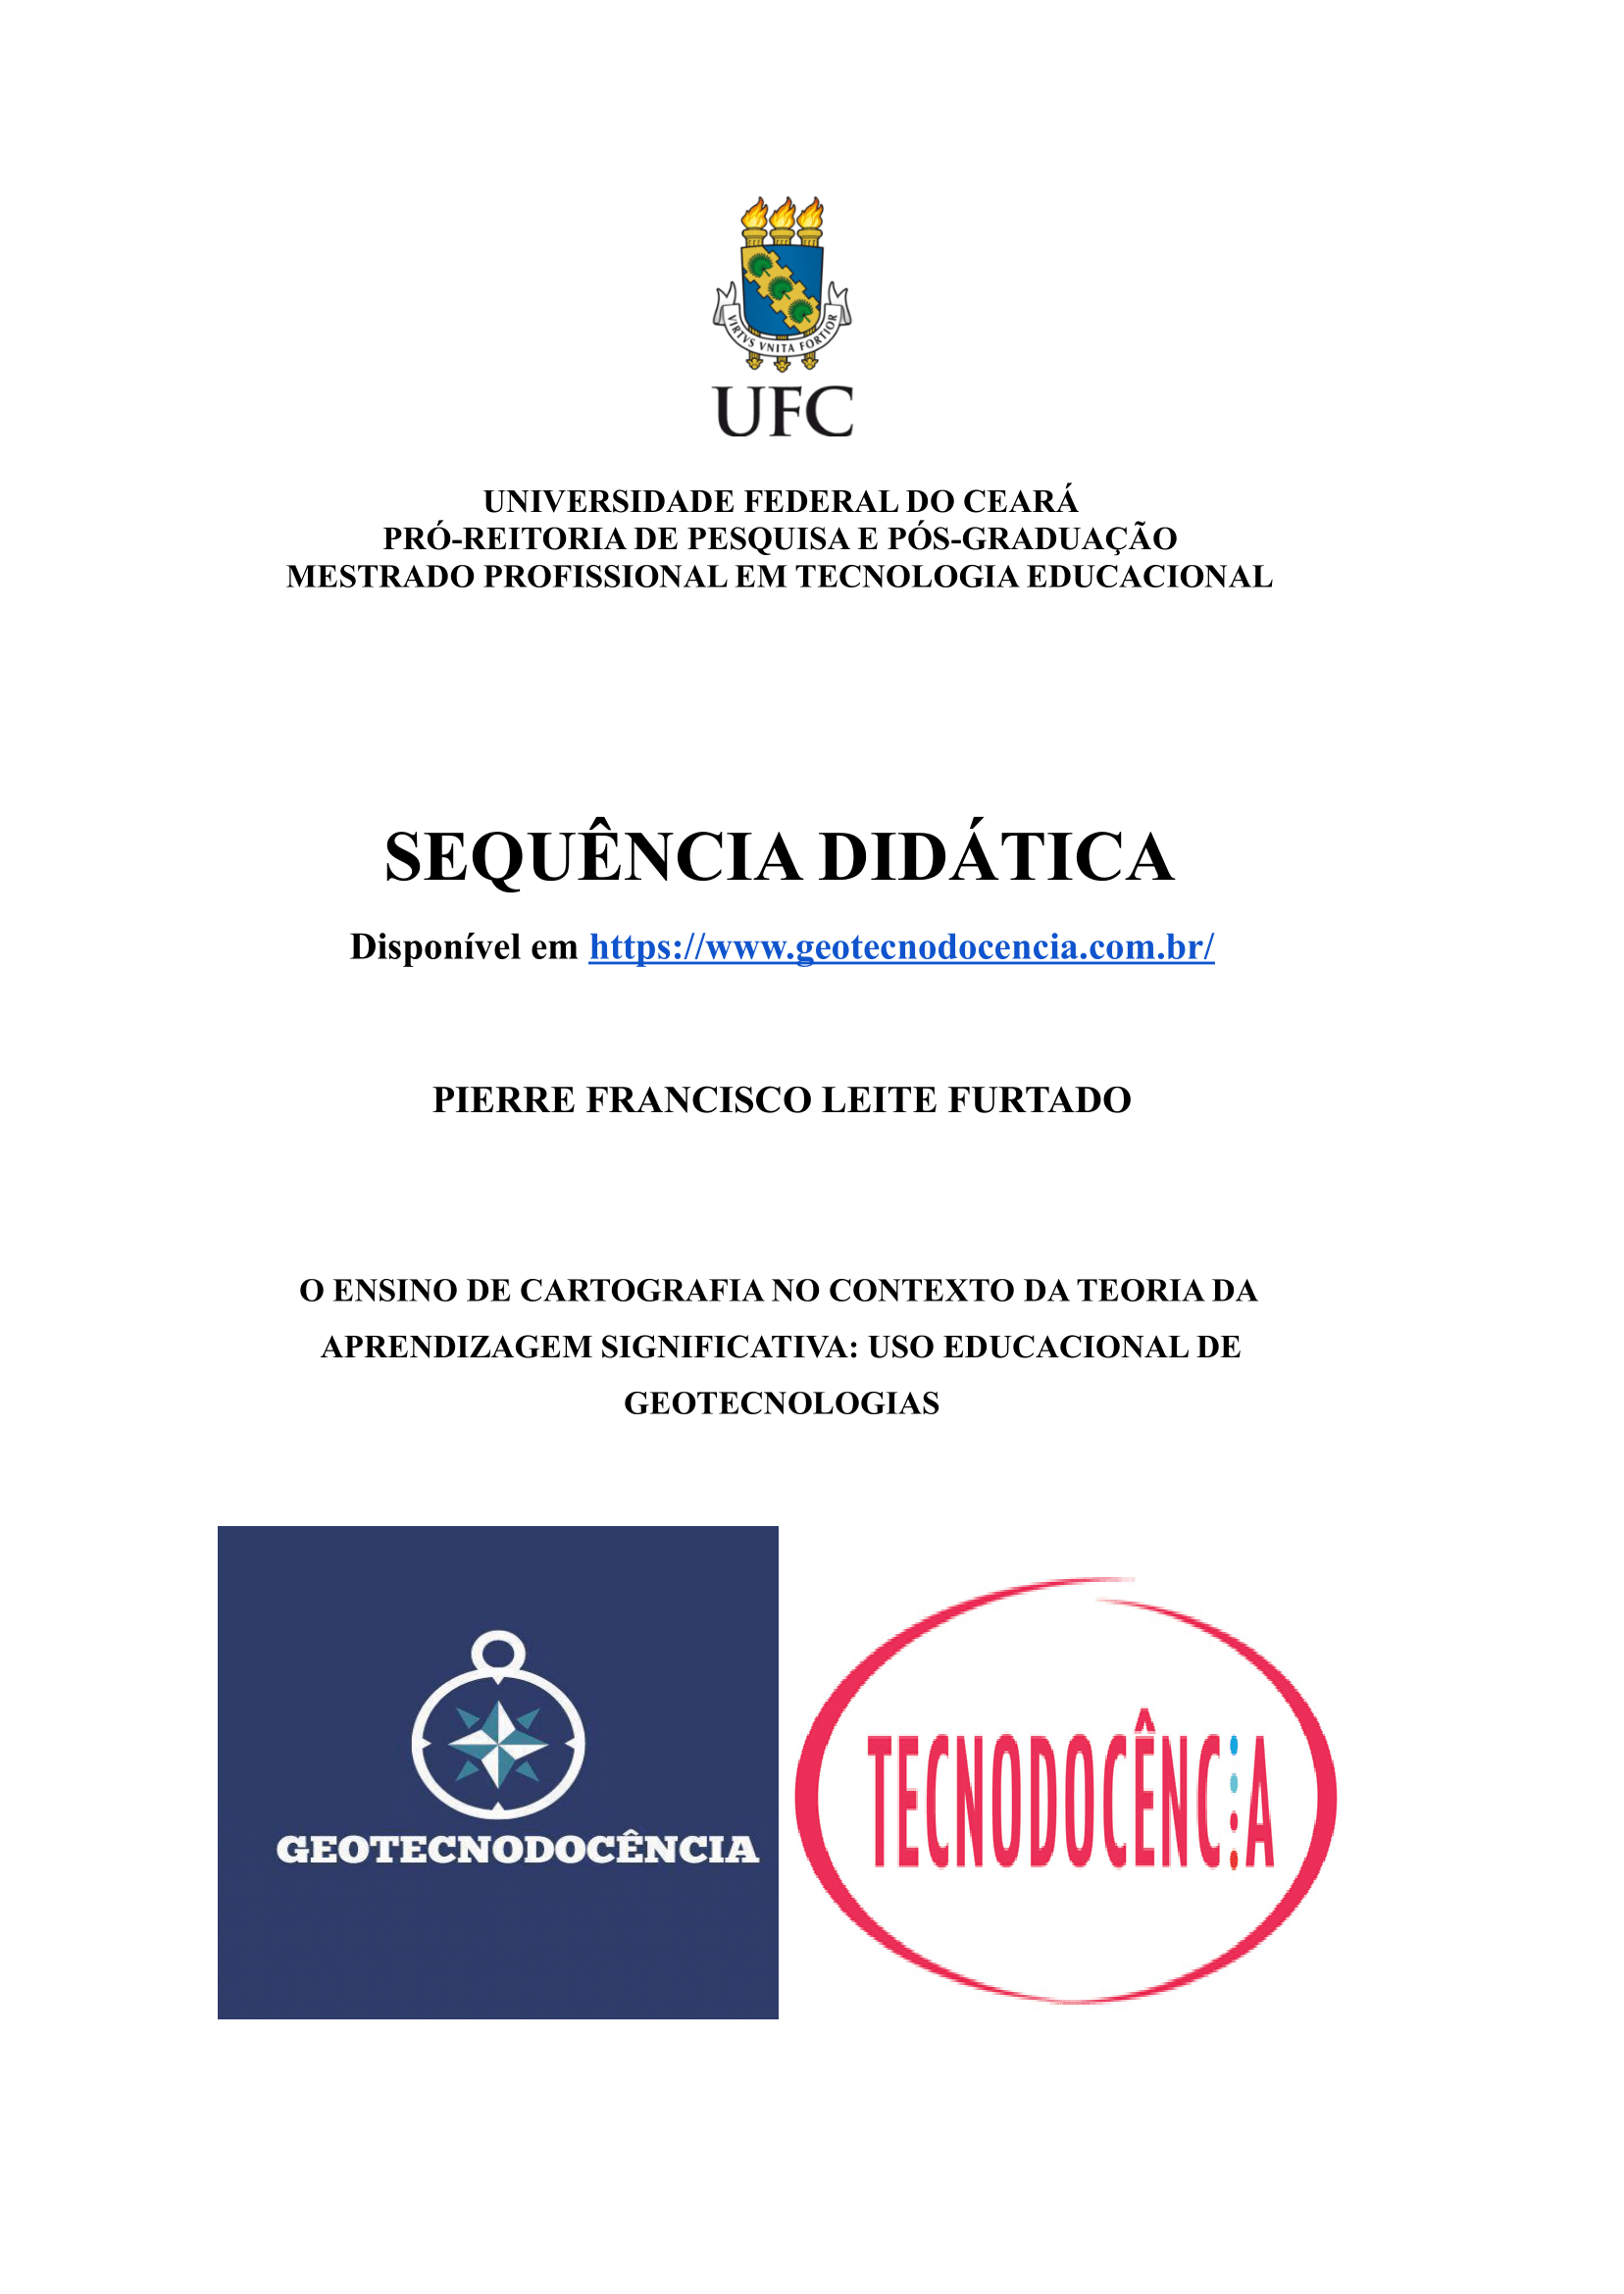 VIRTVS VNITA FORTIOR
UFC
UNIVERSIDADE FEDERAL DO CEARÁ
PRÓ-REITORIA DE PESQUISA E PÓS-GRADUAÇÃO
MESTRADO PROFISSIONAL EM TECNOLOGIA EDUCACIONAL
SEQUÊNCIA DIDÁTICA
Disponível em https://www.geotecnodocencia.com.br/
PIERRE FRANCISCO LEITE FURTADO
O ENSINO DE CARTOGRAFIA NO CONTEXTO DA TEORIA DA
APRENDIZAGEM SIGNIFICATIVA: USO EDUCACIONAL DE
GEOTECNOLOGIAS
GEOTECNODOCÊNCIA
TECNODOCÊNCIA